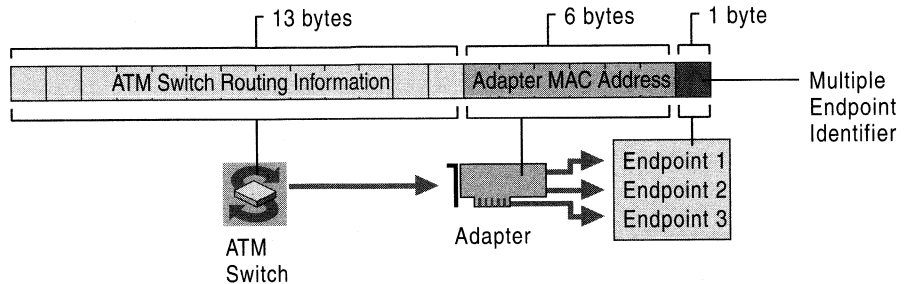 13 bytes
6 bytes
1 byte
ATM Switch Routing Information
Adapter MAC Address
Multiple
Endpoint
Identifier
Endpoint 1
Endpoint 2
Endpoint 3
Adapter
ATM
Switch